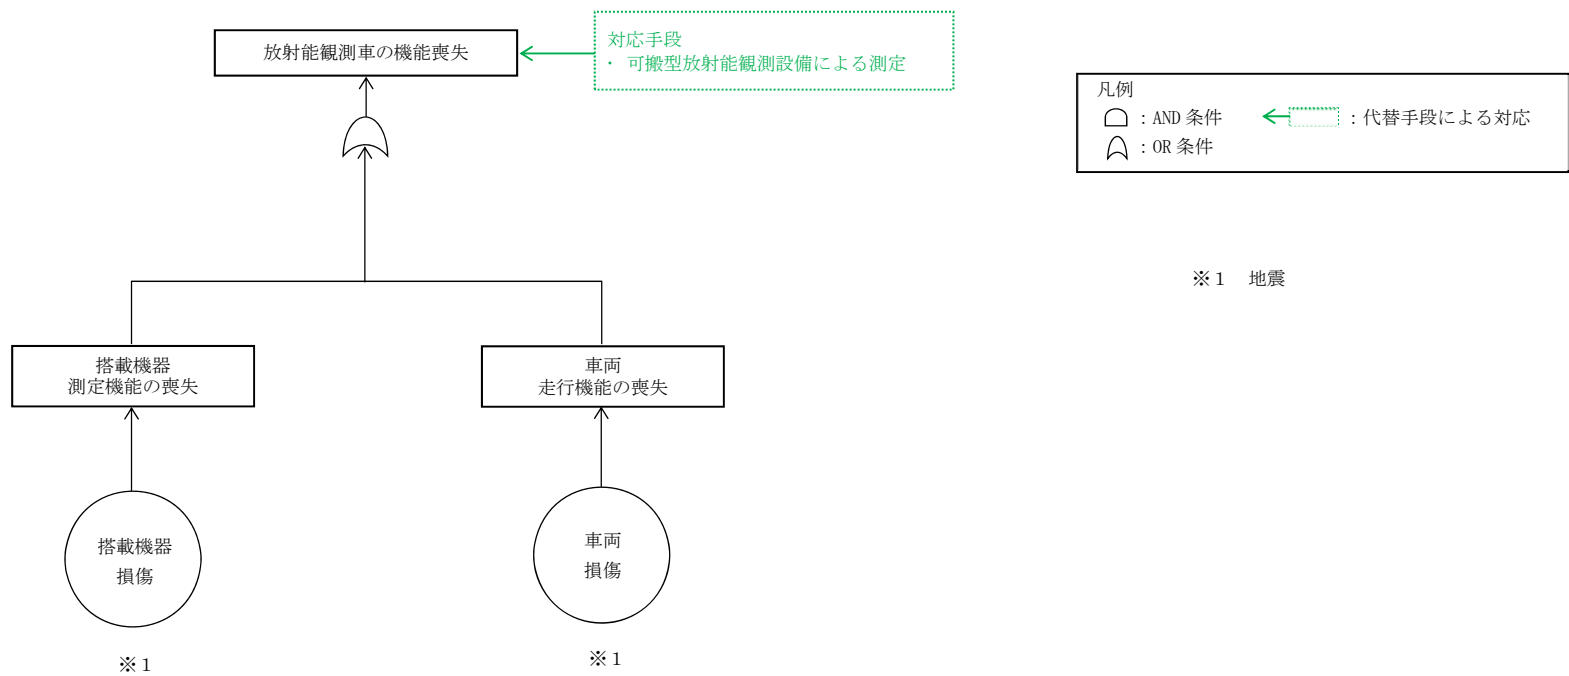 放射能観測車の機能喪失
対応手段
・ 可搬型放射能観測設備による測定
凡例
：AND 条件
：代替手段による対応
：OR 条件
※１　地震
搭載機器
測定機能の喪失
車両
走行機能の喪失
搭載機器
損傷
車両
損傷
※１
※１